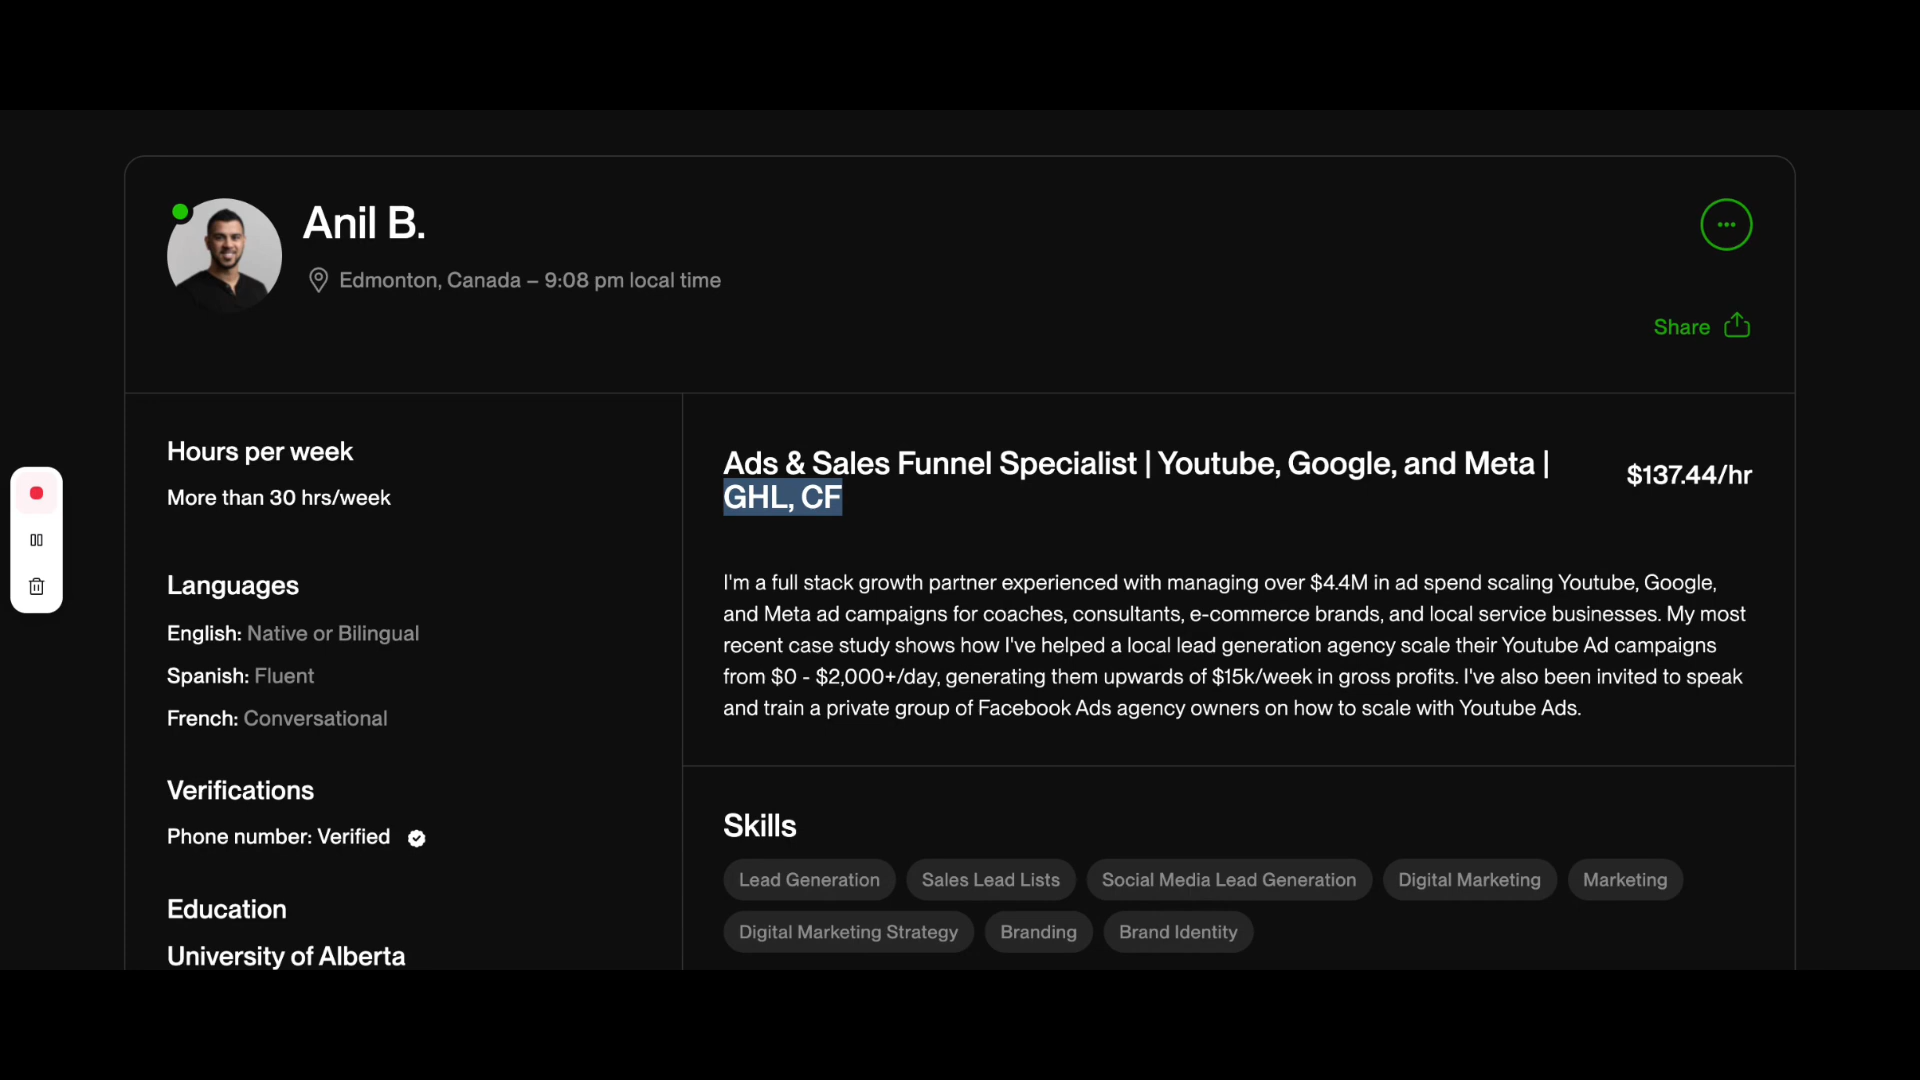 Anil B.
Edmonton, Canada – 9:08 pm local time
Share
Hours per week
More than 30 hrs/week
Languages
English: Native or Bilingual
Spanish: Fluent
French: Conversational
Verifications
Phone number: Verified
Education
University of Alberta
Ads & Sales Funnel Specialist | Youtube, Google, and Meta |
GHL, CF
$137.44/hr
I'm a full stack growth partner experienced with managing over $4.4M in ad spend scaling Youtube, Google,
and Meta ad campaigns for coaches, consultants, e-commerce brands, and local service businesses. My most
recent case study shows how I've helped a local lead generation agency scale their Youtube Ad campaigns
from $0 - $2,000+/day, generating them upwards of $15k/week in gross profits. I've also been invited to speak
and train a private group of Facebook Ads agency owners on how to scale with Youtube Ads.
Skills
Lead Generation
Sales Lead Lists
Social Media Lead Generation
Digital Marketing
Marketing
Digital Marketing Strategy
Branding
Brand Identity